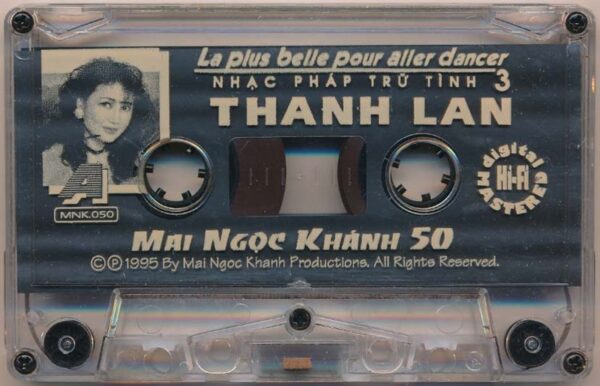 La plus belle pour aller dancer
NHẠC PHÁP TRỮ TÌNH 3
THANH LAN
digital
Hi-Fi
MASTERED
MNK.050
MAI NGỌC KHÁNH 50
©℗1995 By Mai Ngoc Khanh Productions. All Rights Reserved.